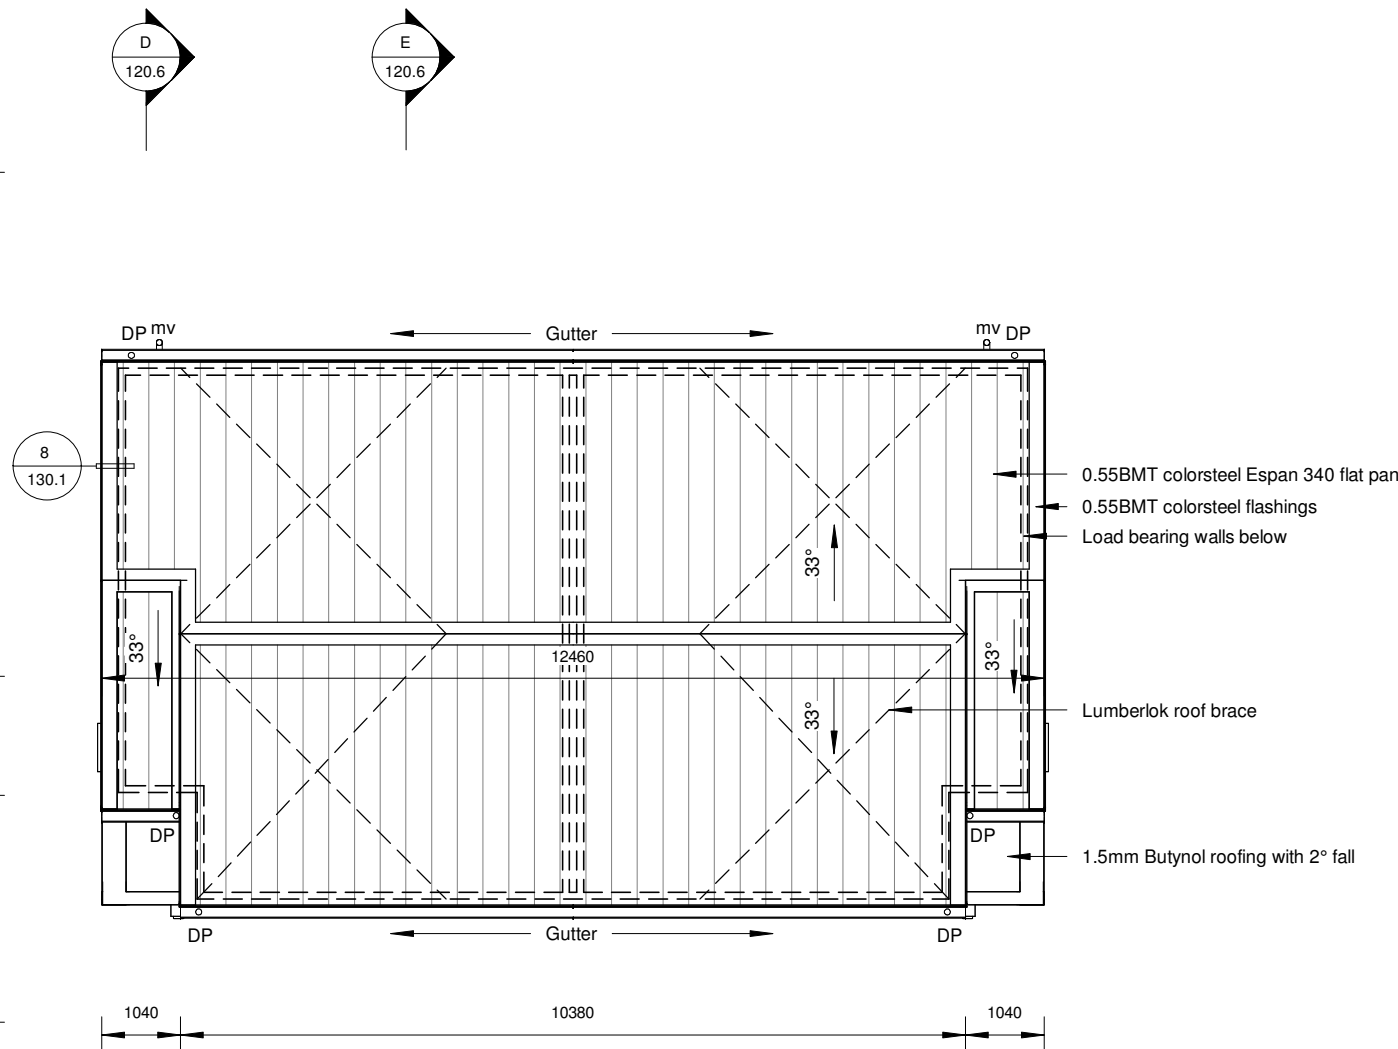 D
120.6
E
120.6
DP mv
Gutter
mv DP
8
130.1
0.55BMT colorsteel Espan 340 flat pan
0.55BMT colorsteel flashings
Load bearing walls below
33°
33°
33°
12460
33°
Lumberlok roof brace
DP
DP
1.5mm Butynol roofing with 2° fall
DP
Gutter
DP
1040
10380
1040